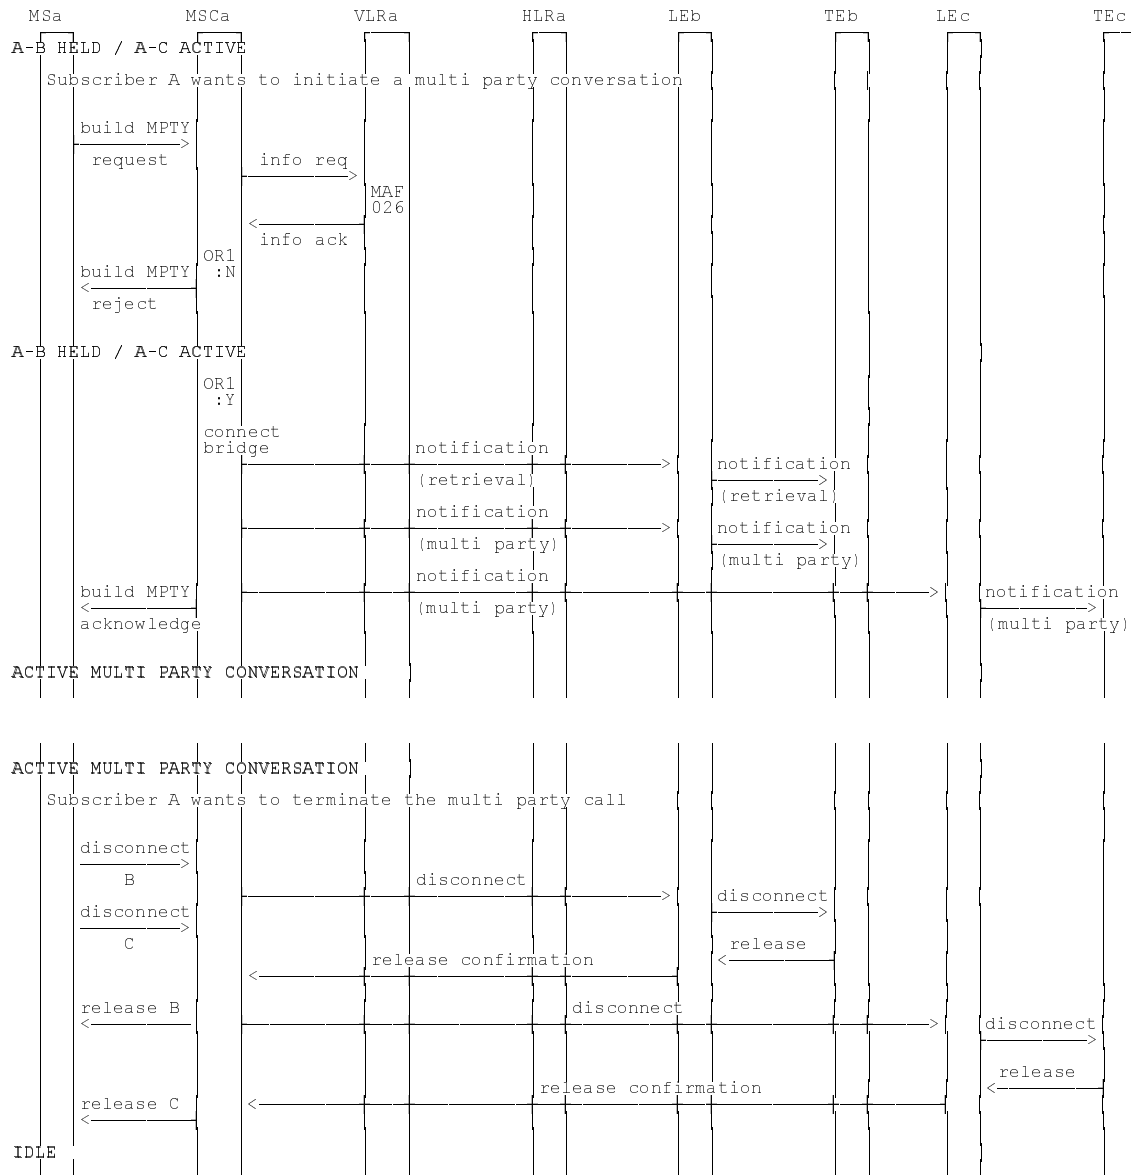 MSa MSCa VLRa HLRa LEb TEb LEc TEc
A-B HELD / A-C ACTIVE
Subscriber A wants to initiate a multi party conversation
build MPTY
request info req
MAF
026
info ack
OR1
build MPTY :N
reject
A-B HELD / A-C ACTIVE
OR1
:Y
connect
bridge notification
notification
(retrieval)
(retrieval)
notification
notification
(multi party)
(multi party)
notification
build MPTY notification
(multi party)
acknowledge (multi party)
ACTIVE MULTI PARTY CONVERSATION
ACTIVE MULTI PARTY CONVERSATION
Subscriber A wants to terminate the multi party call
disconnect
B disconnect
disconnect
disconnect
C release
release confirmation
release B disconnect
disconnect
release
release confirmation
release C
IDLE